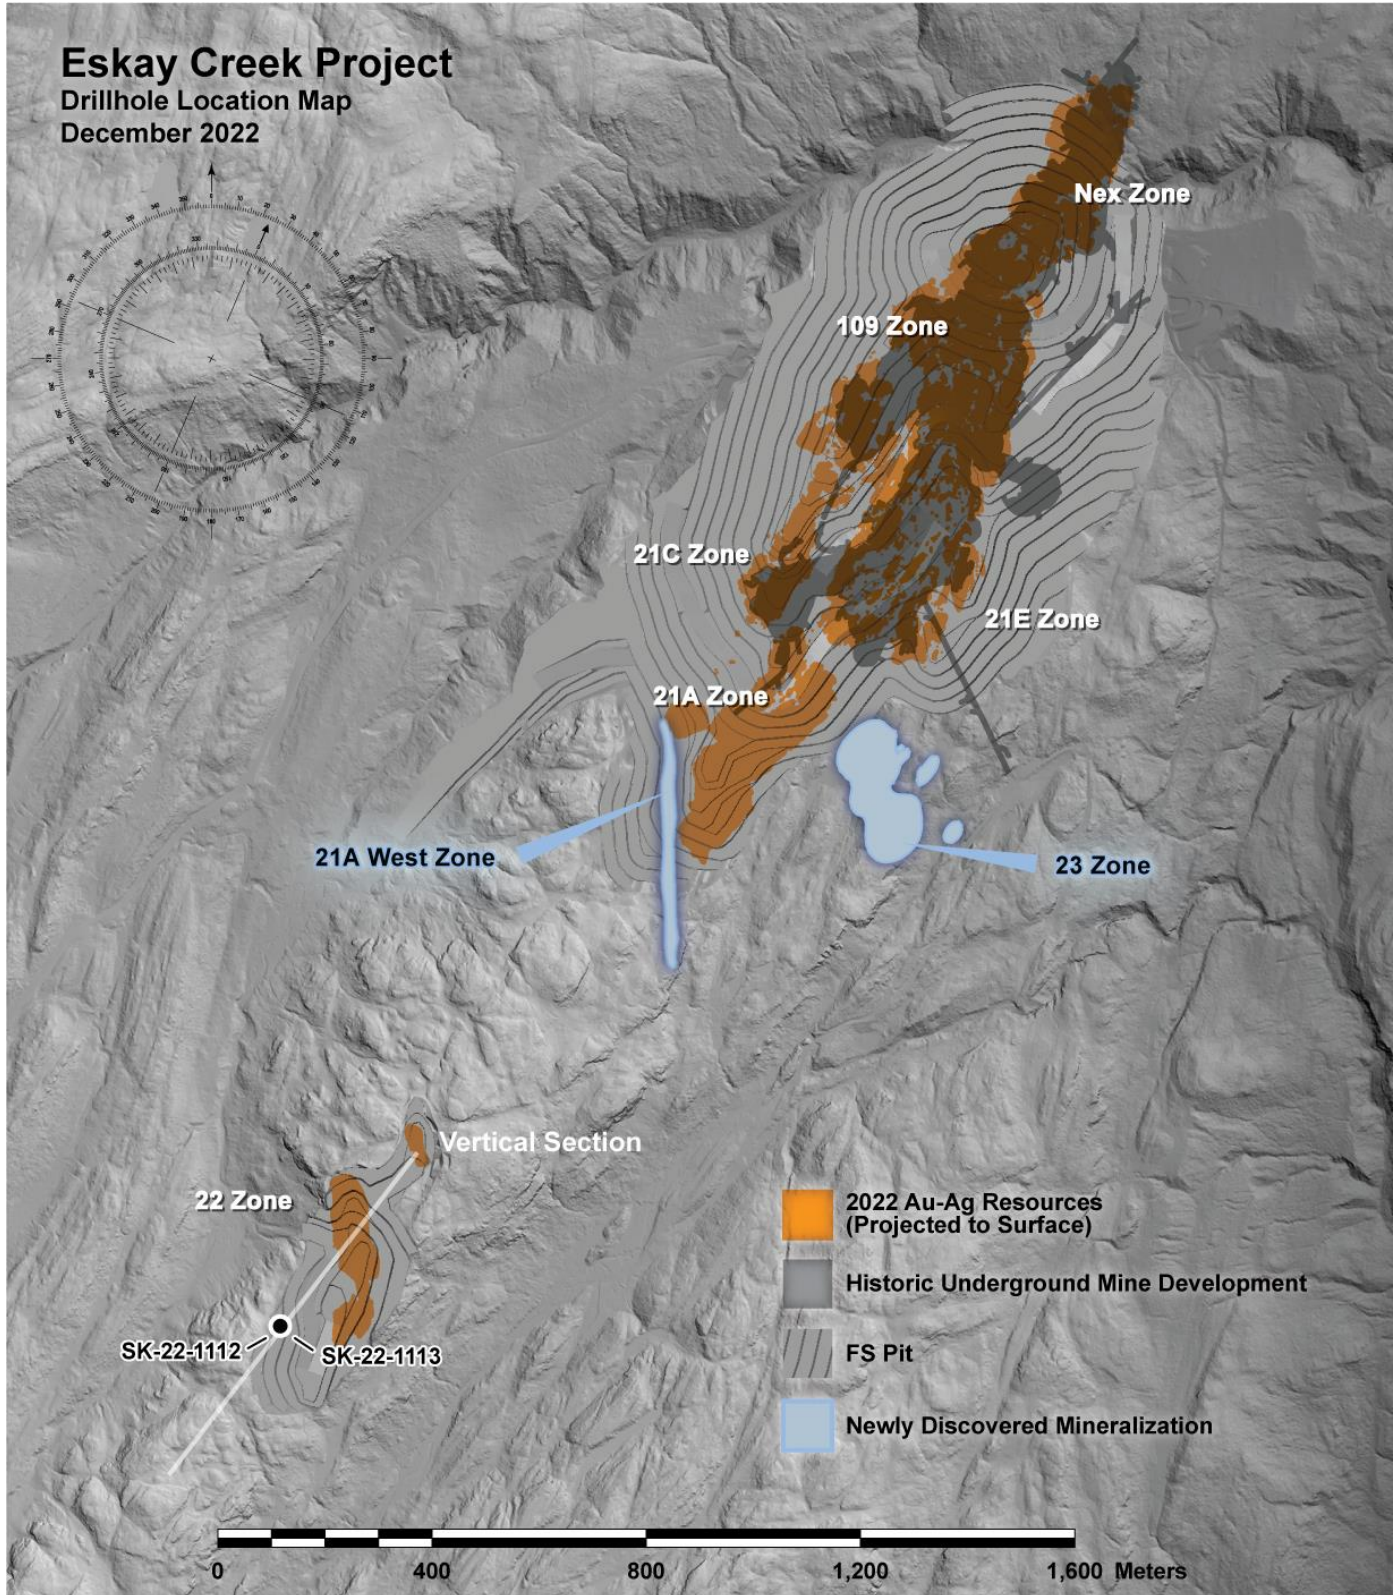 Eskay Creek Project
Drillhole Location Map
December 2022
Nex Zone
109 Zone
21C Zone
21E Zone
21A Zone
21A West Zone
23 Zone
Vertical Section
22 Zone
SK-22-1112
SK-22-1113
2022 Au-Ag Resources
(Projected to Surface)
Historic Underground Mine Development
FS Pit
Newly Discovered Mineralization
0 400 800 1,200 1,600 Meters